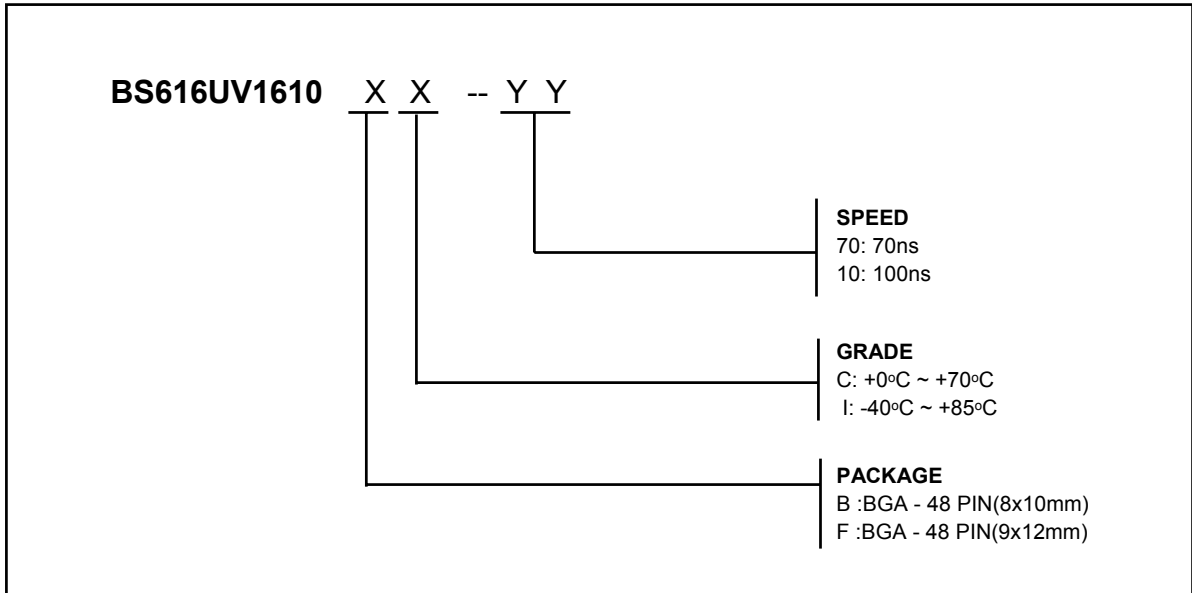 BS616UV1610 X X -- Y Y
SPEED
70: 70ns
10: 100ns
GRADE
C: +0oC ~ +70oC
I: -40oC ~ +85oC
PACKAGE
B :BGA - 48 PIN(8x10mm)
F :BGA - 48 PIN(9x12mm)